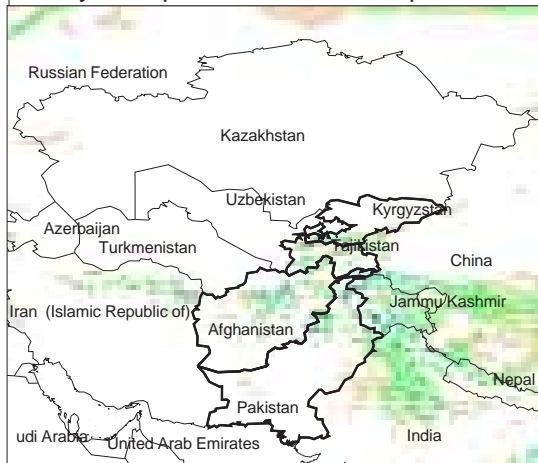 Russian Federation
Kazakhstan
Uzbekistan
Kyrgyzstan
Azerbaijan
Turkmenistan
Tajikistan
China
Iran (Islamic Republic of)
Jammu/Kashmir
Afghanistan
Nepal
Pakistan
udi Arabia
United Arab Emirates
India